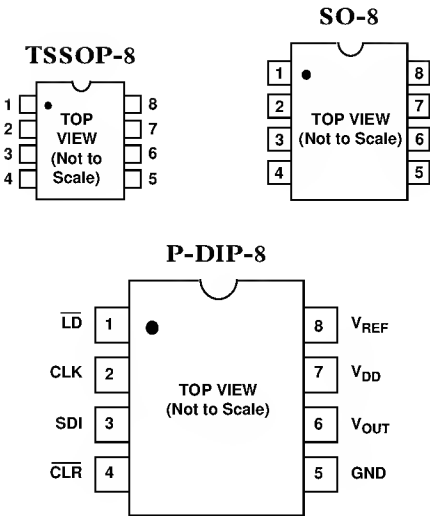 SO-8
TSSOP-8
1 8
2 7
3 6
4 5
TOP VIEW
(Not to Scale)
1 8
2 7
3 6
4 5
TOP
VIEW
(Not to
Scale)
P-DIP-8
L̅D̅ 1 8 VREF
CLK 2 7 VDD
TOP VIEW
(Not to Scale)
SDI 3 6 VOUT
C̅L̅R̅ 4 5 GND